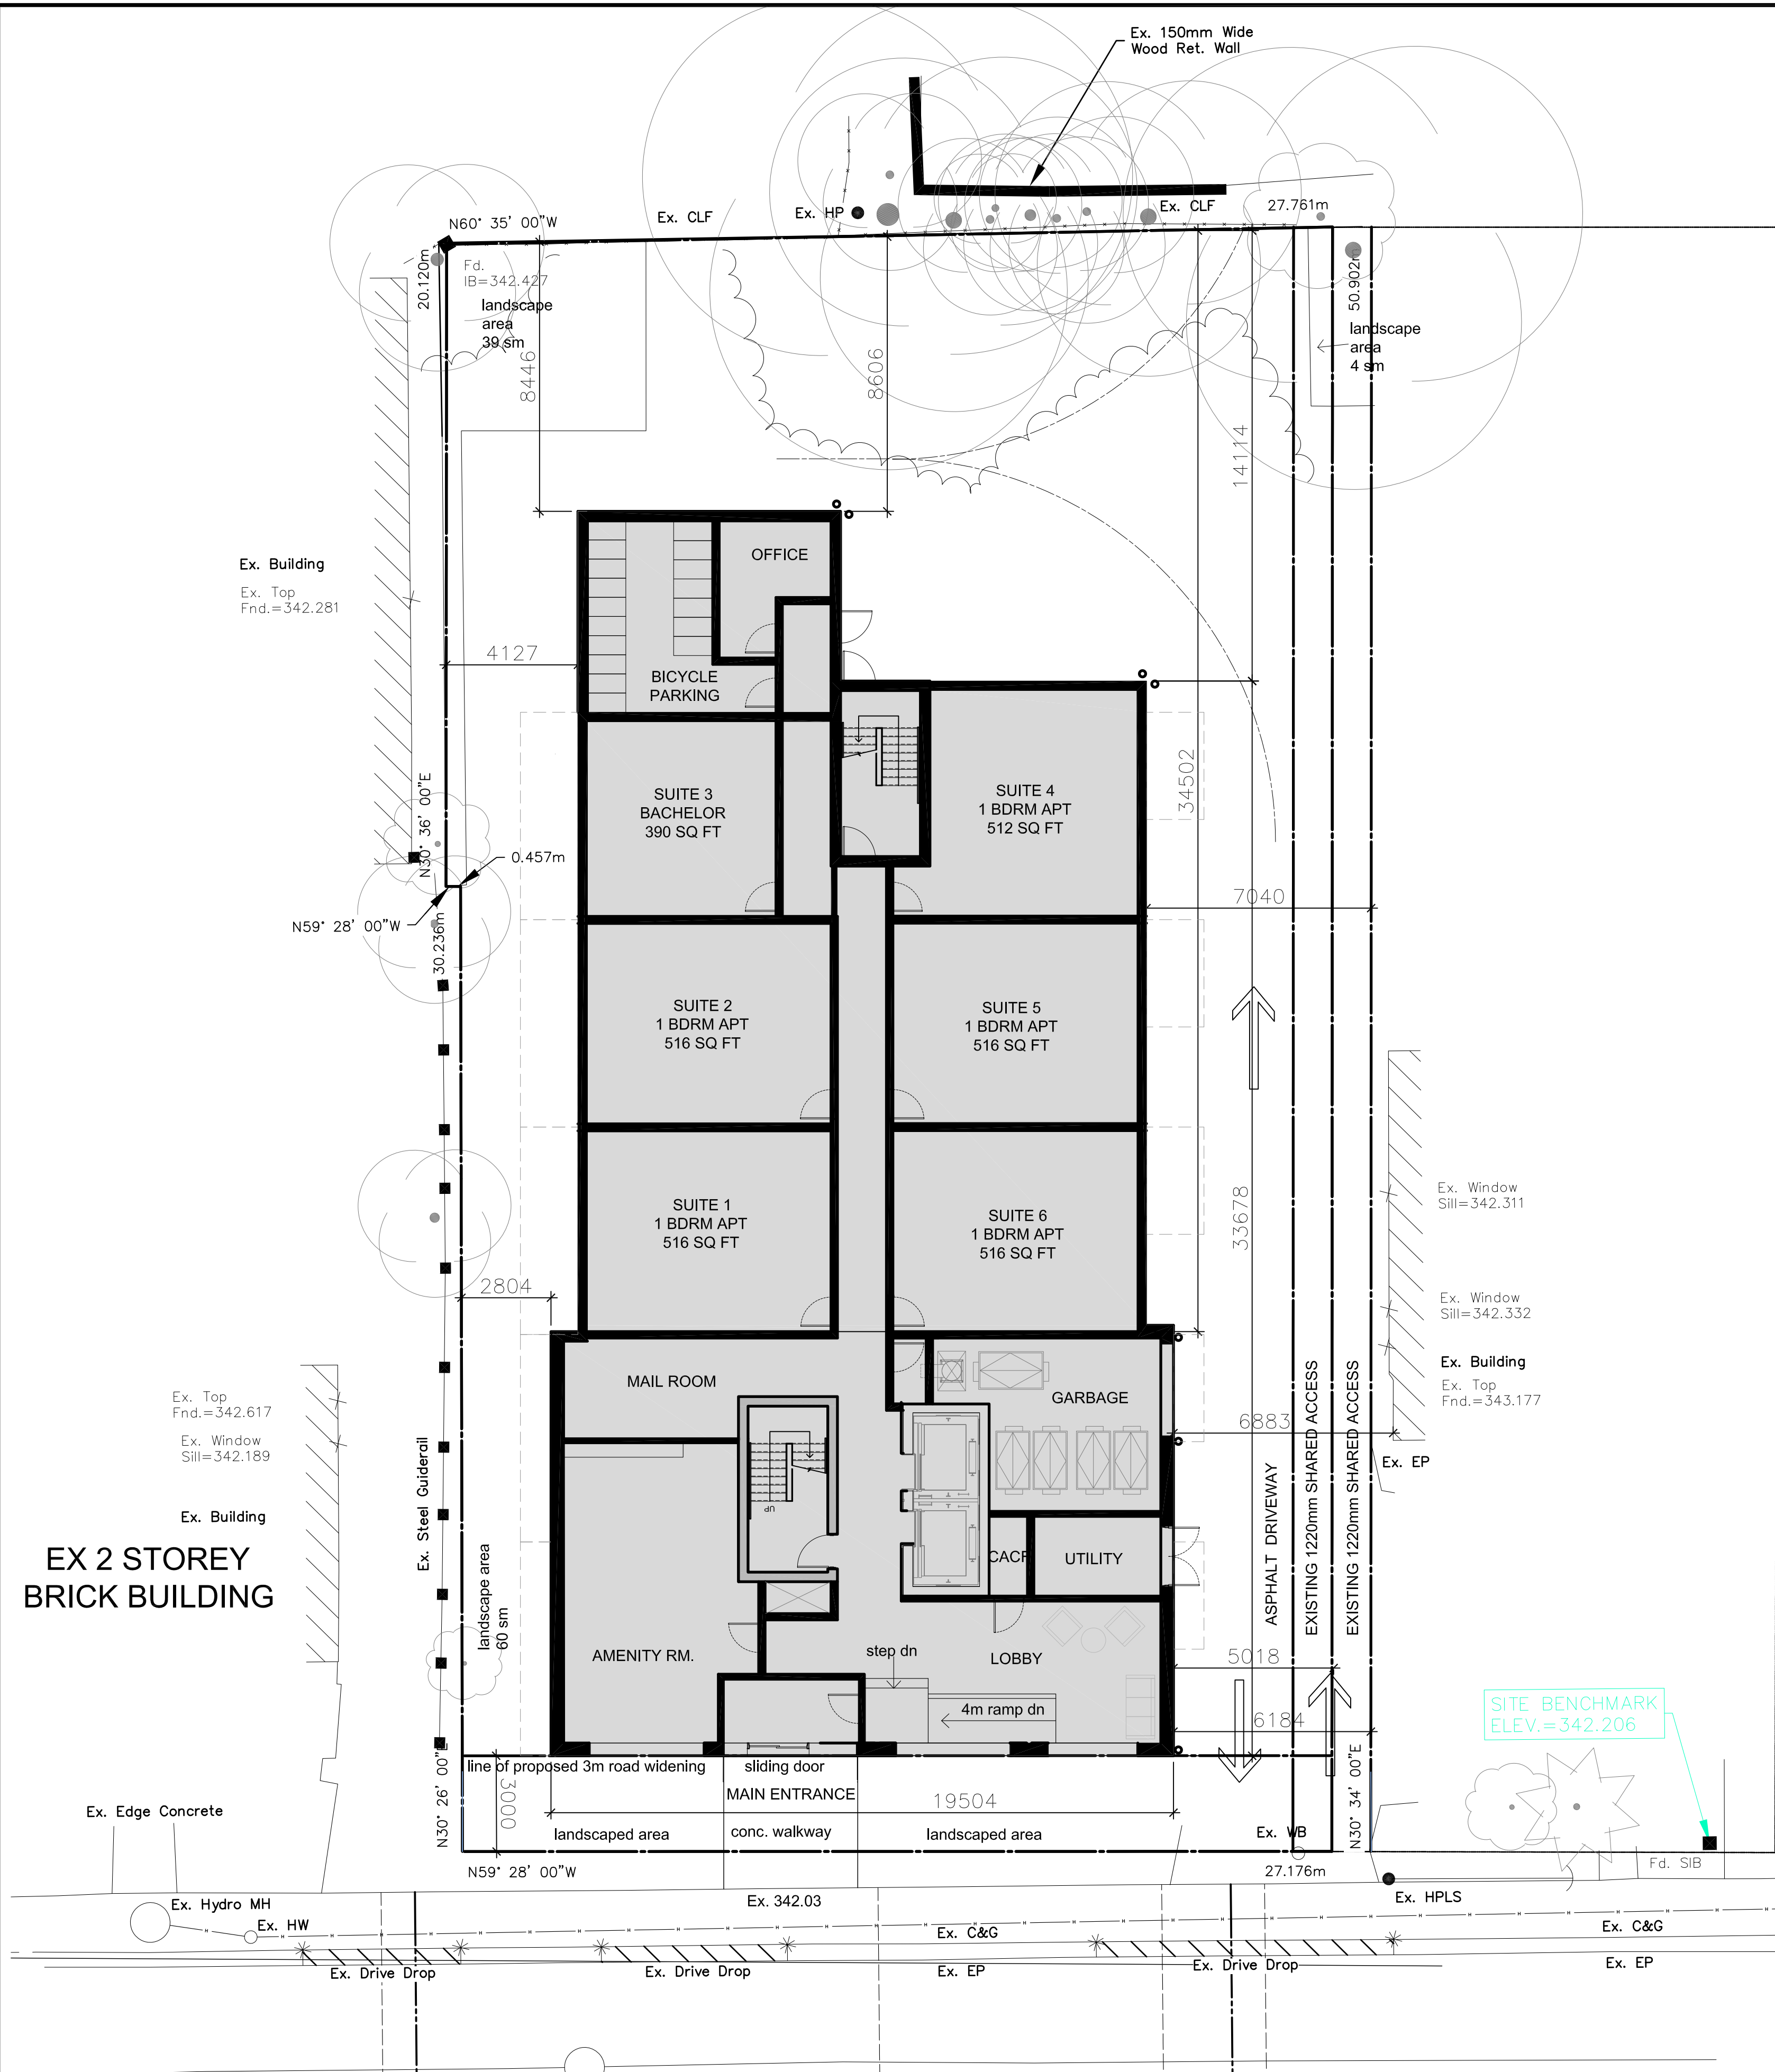 Ex. 150mm Wide
Wood Ret. Wall
N60° 35' 00"W
Ex. CLF
Ex. HP
Ex. CLF
27.761m
20.120m
Fd.
IB=342.427
landscape
area
39 sm
8446
8606
50.902m
landscape
area
4 sm
14114
Ex. Building
Ex. Top
Fnd.=342.281
OFFICE
4127
BICYCLE
PARKING
34502
SUITE 3
BACHELOR
390 SQ FT
SUITE 4
1 BDRM APT
512 SQ FT
N30° 36' 00"E
0.457m
7040
N59° 28' 00"W
30.236m
SUITE 2
1 BDRM APT
516 SQ FT
SUITE 5
1 BDRM APT
516 SQ FT
SUITE 1
1 BDRM APT
516 SQ FT
SUITE 6
1 BDRM APT
516 SQ FT
33678
Ex. Window
Sill=342.311
2804
Ex. Window
Sill=342.332
Ex. Building
Ex. Top
Fnd.=343.177
MAIL ROOM
GARBAGE
Ex. Top
Fnd.=342.617
Ex. Window
Sill=342.189
6883
Ex. EP
Ex. Steel Guiderail
ASPHALT DRIVEWAY
EXISTING 1220mm SHARED ACCESS
EXISTING 1220mm SHARED ACCESS
UP
Ex. Building
EX 2 STOREY
BRICK BUILDING
CACF
UTILITY
landscape area
60 sm
AMENITY RM.
step dn
LOBBY
5018
4m ramp dn
6184
SITE BENCHMARK
ELEV.=342.206
N30° 26' 00"E
line of proposed 3m road widening
sliding door
3000
MAIN ENTRANCE
19504
N30° 34' 00"E
Ex. Edge Concrete
landscaped area
conc. walkway
landscaped area
Ex. WB
N59° 28' 00"W
27.176m
Fd. SIB
Ex. Hydro MH
Ex. 342.03
Ex. HPLS
Ex. HW
Ex. C&G
Ex. C&G
Ex. Drive Drop
Ex. Drive Drop
Ex. EP
Ex. Drive Drop
Ex. EP